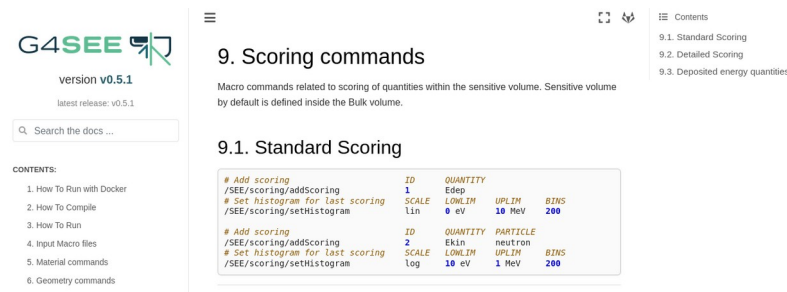 G4SEE
version v0.5.1
latest release: v0.5.1
Search the docs ...
CONTENTS:
1. How To Run with Docker
2. How To Compile
3. How To Run
4. Input Macro files
5. Material commands
6. Geometry commands
9. Scoring commands
Macro commands related to scoring of quantities within the sensitive volume. Sensitive volume
by default is defined inside the Bulk volume.
9.1. Standard Scoring
# Add scoring ID QUANTITY
/SEE/scoring/addScoring 1 Edep
# Set histogram for last scoring SCALE LOWLIM UPLIM BINS
/SEE/scoring/setHistogram lin 0 eV 10 MeV 200
# Add scoring ID QUANTITY PARTICLE
/SEE/scoring/addScoring 2 Ekin neutron
# Set histogram for last scoring SCALE LOWLIM UPLIM BINS
/SEE/scoring/setHistogram log 10 eV 1 MeV 200
Contents
9.1. Standard Scoring
9.2. Detailed Scoring
9.3. Deposited energy quantities